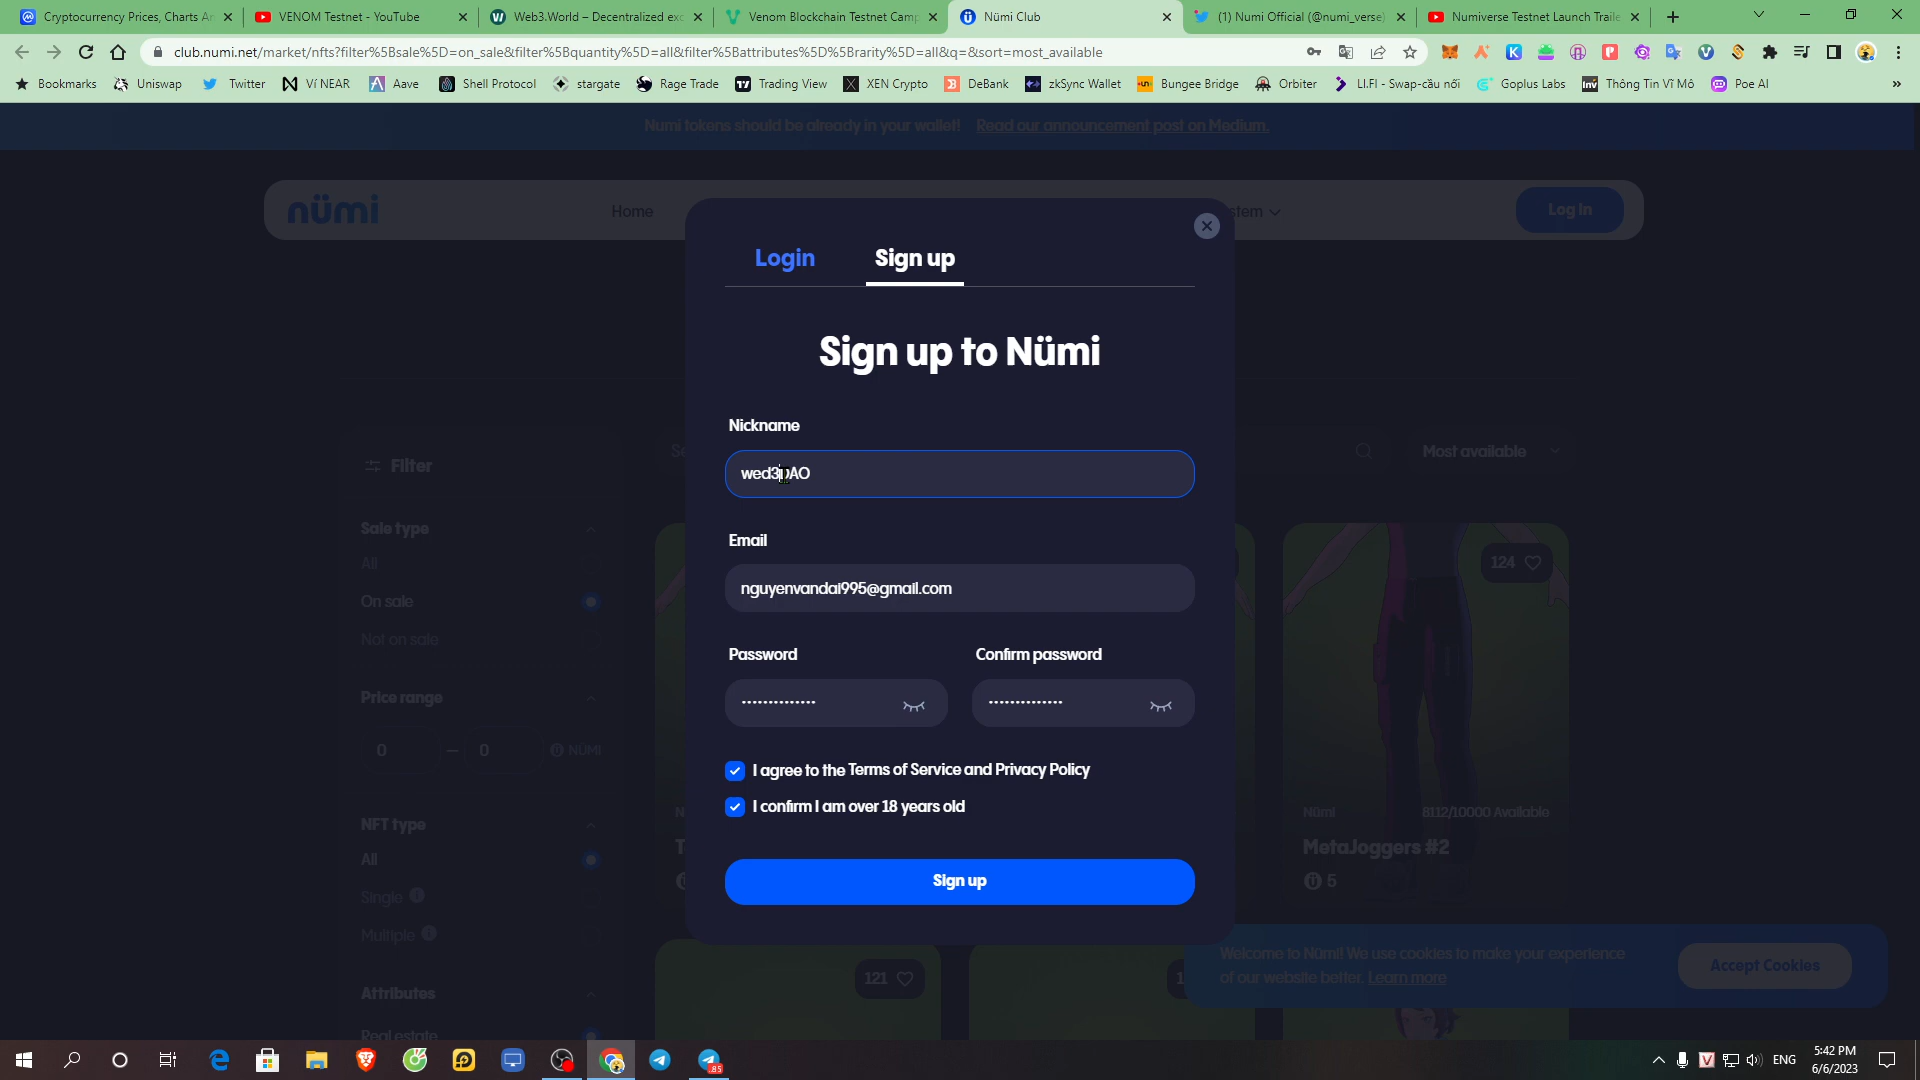 Cryptocurrency Prices, Charts Ar
VENOM Testnet - YouTube
Web3.World – Decentralized exc
Venom Blockchain Testnet Camp
Nümi Club
(1) Numi Official (@numi_verse)
Numiverse Testnet Launch Traile
club.numi.net/market/nfts?filter%5Bsale%5D=on_sale&filter%5Bquantity%5D=all&filter%5Battributes%5D%5Brarity%5D=all&q=&sort=most_available
Bookmarks
Uniswap
Twitter
Ví NEAR
Aave
Shell Protocol
stargate
Rage Trade
Trading View
XEN Crypto
DeBank
zkSync Wallet
Bungee Bridge
Orbiter
LI.FI - Swap-cầu nối
Goplus Labs
Thông Tin Vĩ Mô
Poe AI
Numi tokens should be already in your wallet! Read our announcement post on Medium.
nümi
Home
stem
Log In
Login
Sign up
Sign up to Nümi
Nickname
Email
nguyenvandai995@gmail.com
Password
Confirm password
I agree to the Terms of Service and Privacy Policy
I confirm I am over 18 years old
Sign up
Filter
Most available
Sale type
All
On sale
Not on sale
Price range
0 – 0 NÜMI
NFT type
All
Single
Multiple
Attributes
Real estate
124
Nümi
8112/10000 Available
MetaJoggers #2
5
121
Welcome to Nümi! We use cookies to make your experience
of our website better. Learn more
Accept Cookies
ENG
5:42 PM
6/6/2023